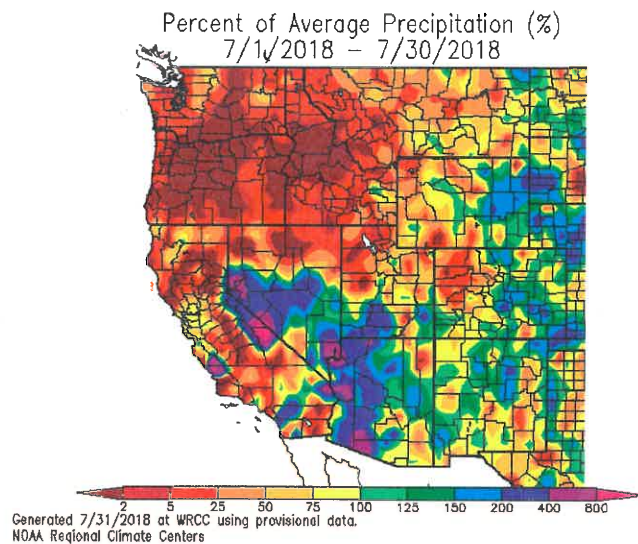 Percent of Average Precipitation (%)
7/1/2018 – 7/30/2018
2 5 25 50 75 100 125 150 200 400 800
Generated 7/31/2018 at WRCC using provisional data.
NOAA Regional Climate Centers